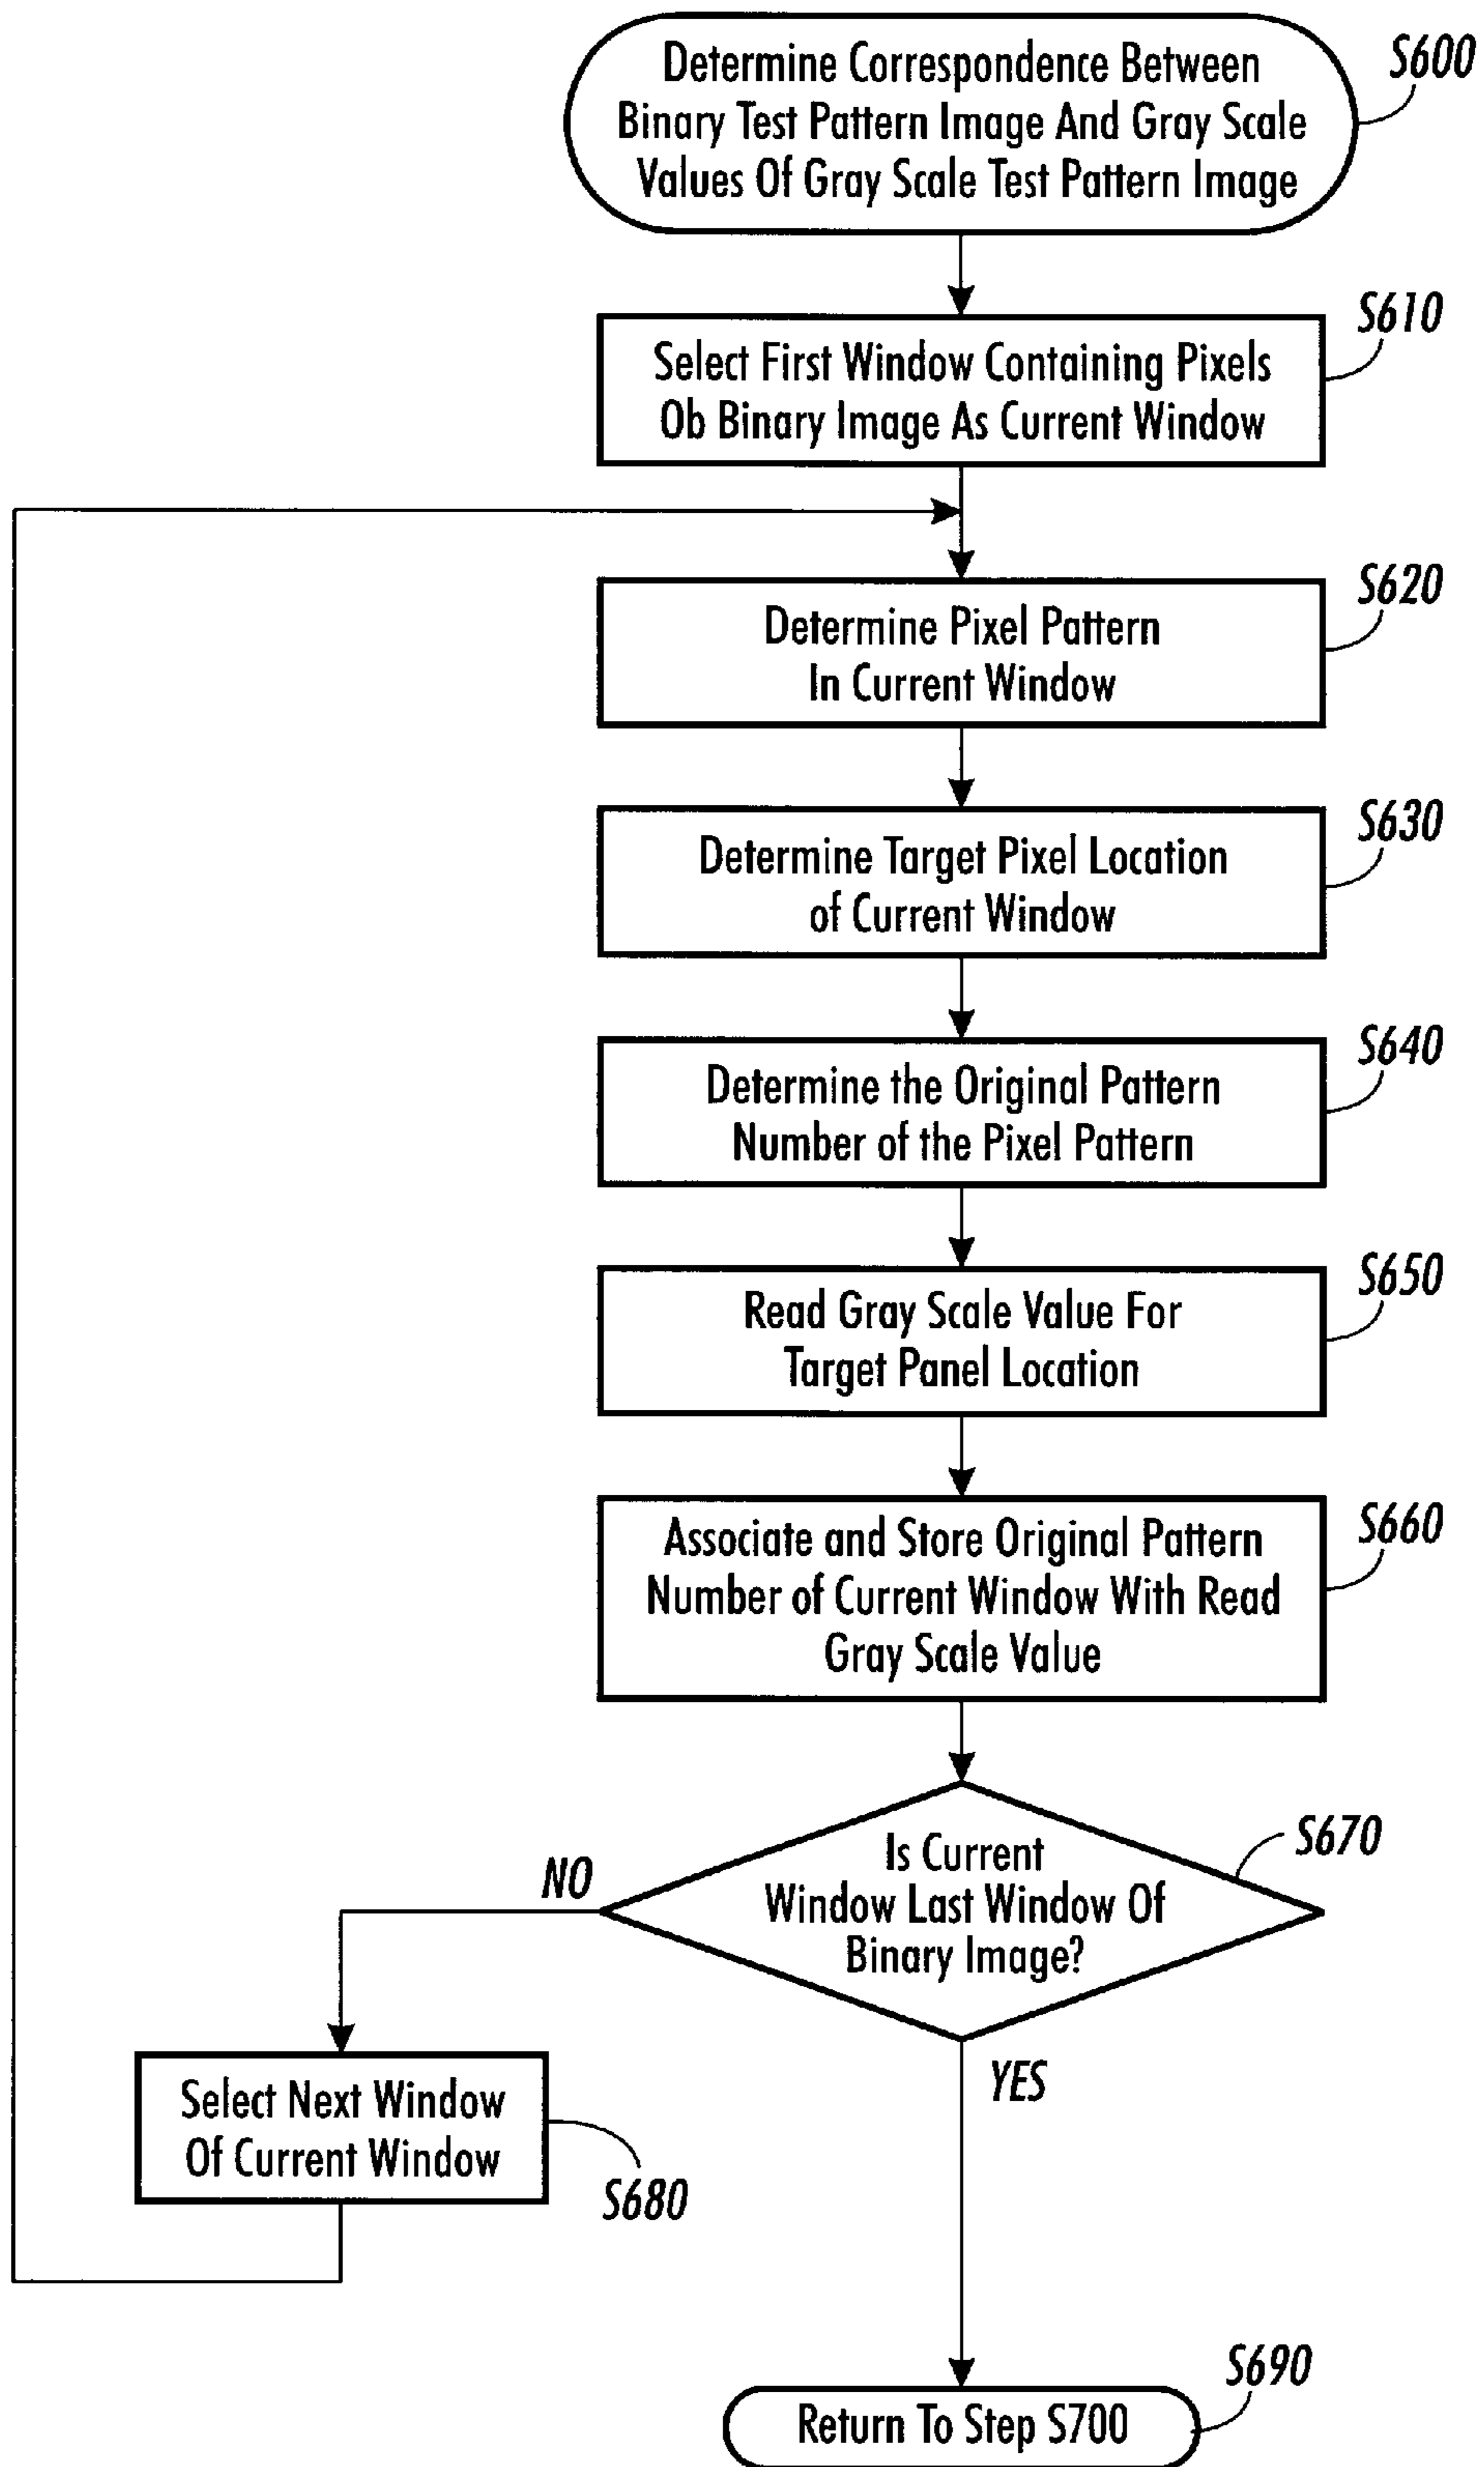 Determine Correspondence Between
Binary Test Pattern Image And Gray Scale
Values Of Gray Scale Test Pattern Image
S600
S610
Select First Window Containing Pixels
Ob Binary Image As Current Window
S620
Determine Pixel Pattern
In Current Window
S630
Determine Target Pixel Location
of Current Window
S640
Determine the Original Pattern
Number of the Pixel Pattern
S650
Read Gray Scale Value For
Target Panel Location
S660
Associate and Store Original Pattern
Number of Current Window With Read
Gray Scale Value
S670
Is Current
Window Last Window Of
Binary Image?
NO
YES
Select Next Window
Of Current Window
S680
S690
Return To Step S700